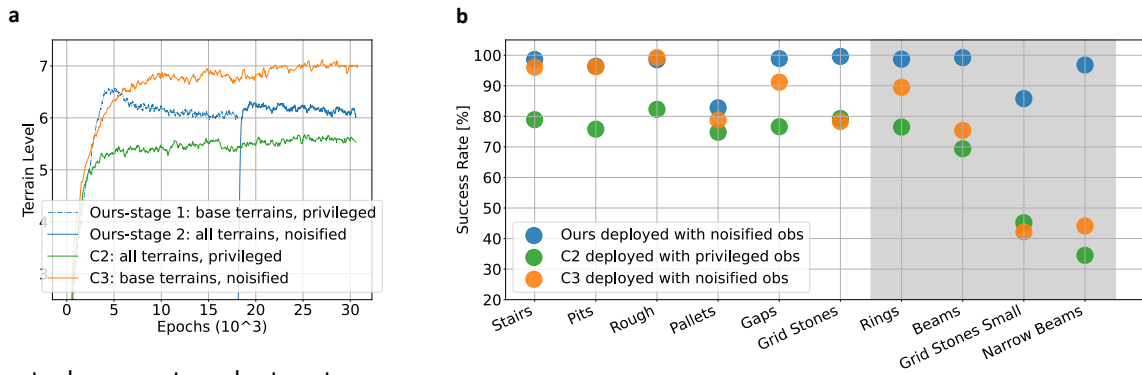 a
b
7
6
5
4
3
Terrain Level
Ours-stage 1: base terrains, privileged
Ours-stage 2: all terrains, noisified
C2: all terrains, privileged
C3: base terrains, noisified
0 5 10 15 20 25 30
Epochs (10^3)
100
90
80
70
60
50
40
30
20
Success Rate [%]
Ours deployed with noisified obs
C2 deployed with privileged obs
C3 deployed with noisified obs
Stairs
Pits
Rough
Pallets
Gaps
Grid Stones
Rings
Beams
Grid Stones Small
Narrow Beams